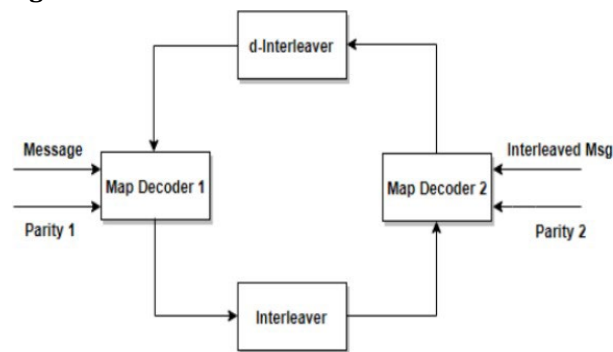 d-Interleaver
Message
Map Decoder 1
Parity 1
Interleaved Msg
Map Decoder 2
Parity 2
Interleaver